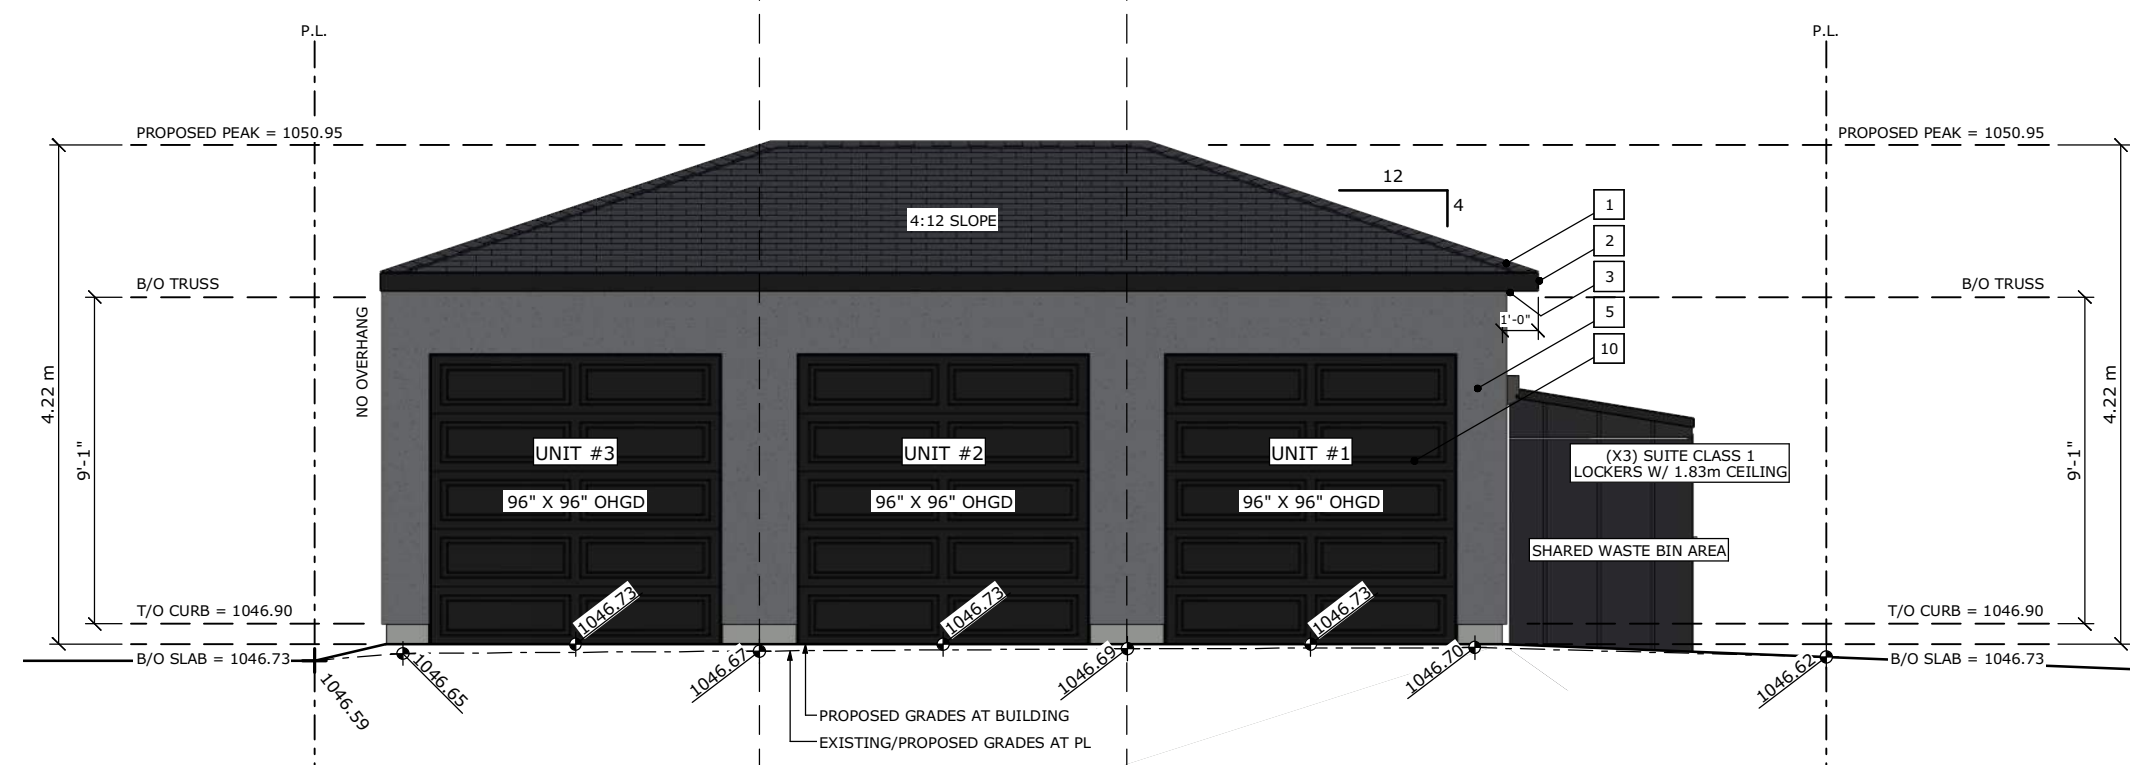 P.L.
P.L.
PROPOSED PEAK = 1050.95
PROPOSED PEAK = 1050.95
12
4
4:12 SLOPE
1
2
3
5
10
B/O TRUSS
B/O TRUSS
1'-0"
NO OVERHANG
4.22 m
9'-1"
4.22 m
9'-1"
UNIT #3
96" X 96" OHGD
UNIT #2
96" X 96" OHGD
UNIT #1
96" X 96" OHGD
(X3) SUITE CLASS 1
LOCKERS W/ 1.83m CEILING
SHARED WASTE BIN AREA
T/O CURB = 1046.90
T/O CURB = 1046.90
1046.73
1046.73
1046.73
B/O SLAB = 1046.73
B/O SLAB = 1046.73
1046.59
1046.65
1046.67
1046.69
1046.70
1046.62
PROPOSED GRADES AT BUILDING
EXISTING/PROPOSED GRADES AT PL